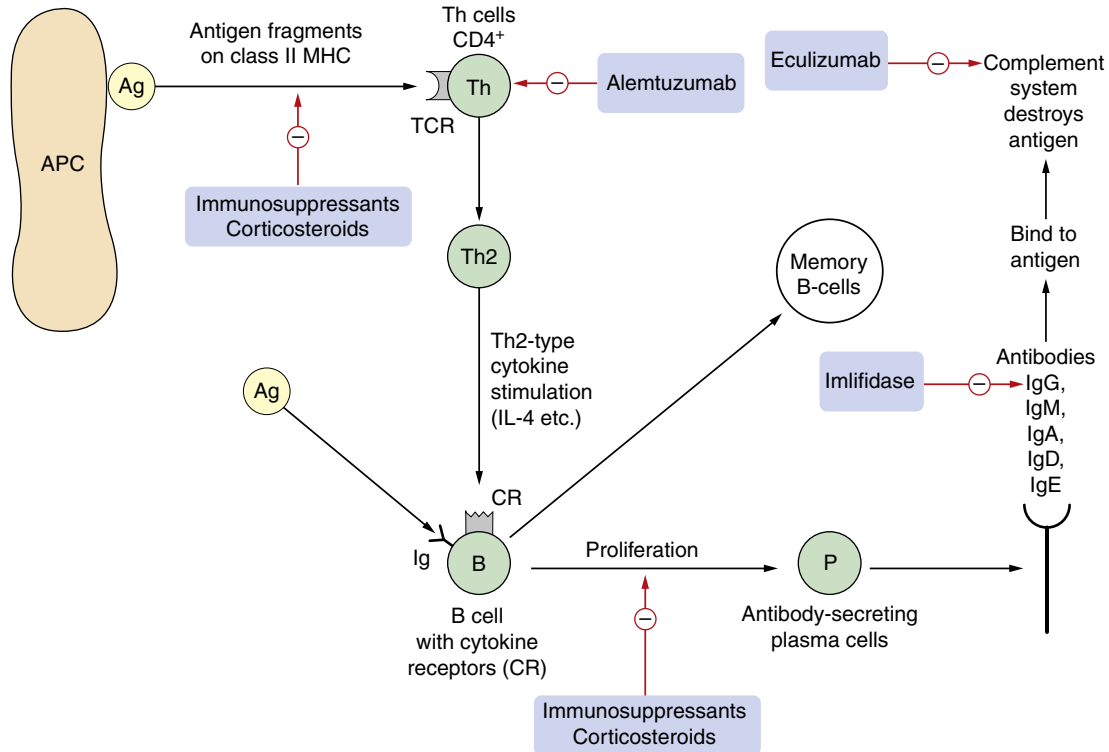 Antigen fragments
on class II MHC
Th cells
CD4⁺
Ag
Th
−
Alemtuzumab
Eculizumab
−
Complement
system
destroys
antigen
TCR
APC
−
Immunosuppressants
Corticosteroids
Th2
Bind to
antigen
Memory
B-cells
Th2-type
cytokine
stimulation
(IL-4 etc.)
Ag
Imlifidase
−
Antibodies
IgG,
IgM,
IgA,
IgD,
IgE
CR
Ig
B
Proliferation
P
B cell
with cytokine
receptors (CR)
−
Antibody-secreting
plasma cells
Immunosuppressants
Corticosteroids